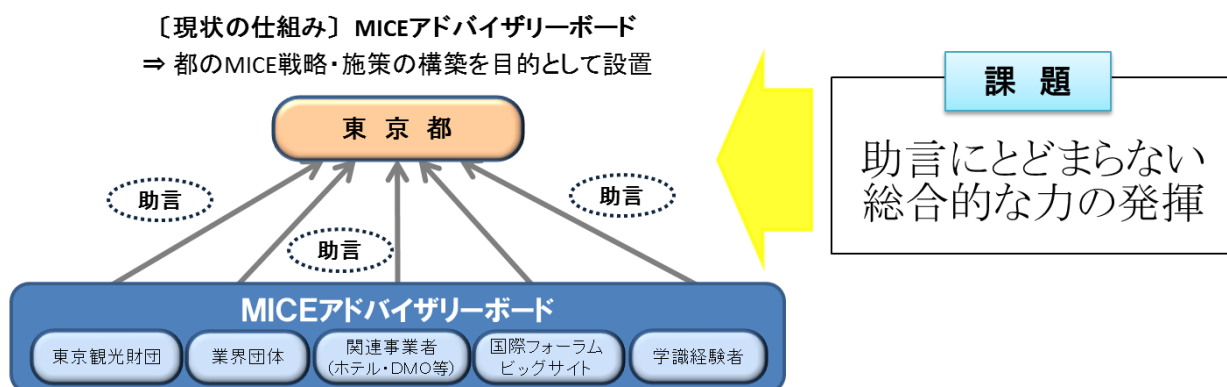 〔現状の仕組み〕 MICEアドバイザリーボード
⇒ 都のMICE戦略・施策の構築を目的として設置
東 京 都
助言
助言
助言
MICEアドバイザリーボード
東京観光財団
業界団体
関連事業者
(ホテル・DMO等)
国際フォーラム
ビッグサイト
学識経験者
課 題
助言にとどまらない
総合的な力の発揮